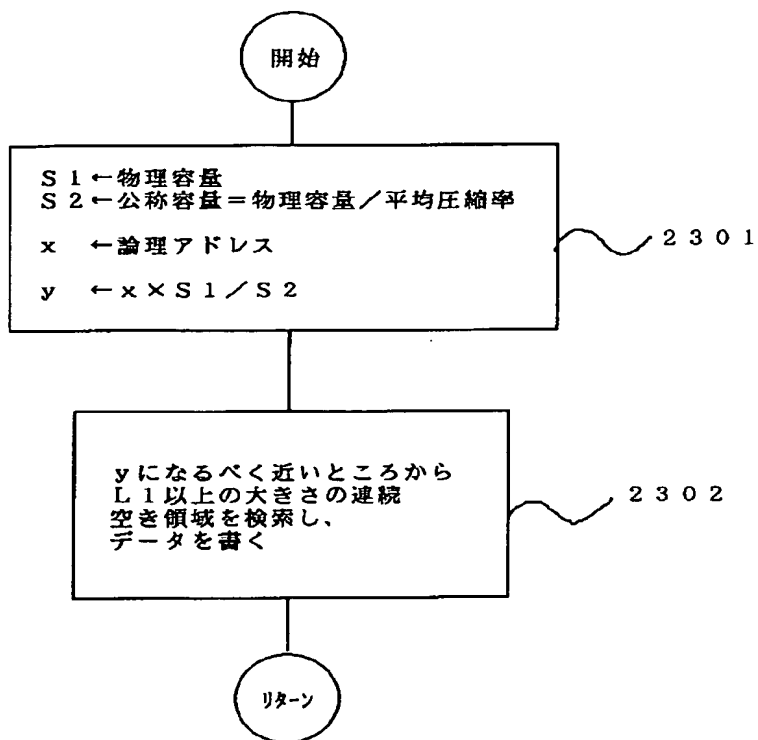 開始
S1←物理容量
S2←公称容量=物理容量/平均圧縮率
x ←論理アドレス
y ←x×S1/S2
2301
yになるべく近いところから
L1以上の大きさの連続
空き領域を検索し、
データを書く
2302
リターン